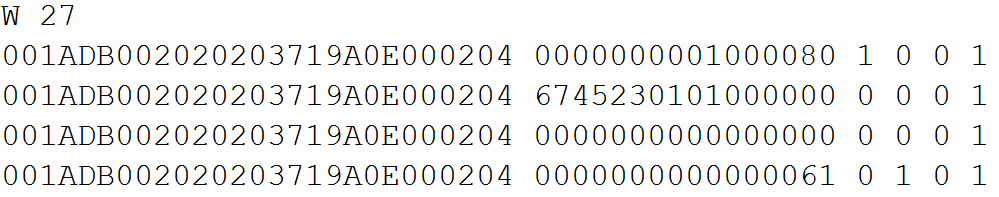 W 27
001ADB002020203719A0E000204 0000000001000080 1 0 0 1
001ADB002020203719A0E000204 6745230101000000 0 0 0 1
001ADB002020203719A0E000204 0000000000000000 0 0 0 1
001ADB002020203719A0E000204 0000000000000061 0 1 0 1